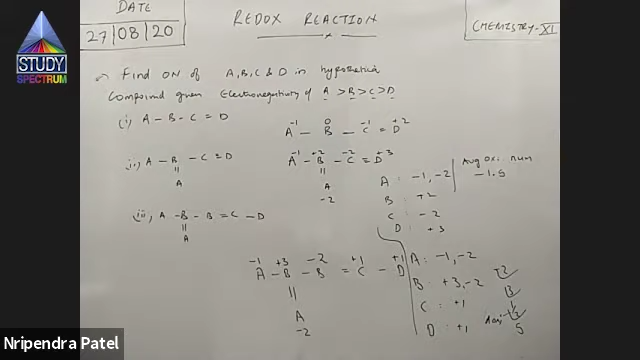 DATE
27/08/20
REDOX REACTION
CHEMISTRY-XI
STUDY
SPECTRUM
Find ON of A,B,C & D in hypothetical
compound given Electronegativity of A > B > C > D
(i) A - B - C = D
-1 0 -1 +2
A - B - C = D
(ii) A - B - C = D
||
A
-1 +2 -2 +3
A - B - C = D
||
A
-2
A : -1, -2
B : +2
C : -2
D : +3
Avg oxi. num
-1.5
(iii) A - B - B = C - D
||
A
-1 +3 -2 +1 +1
A - B - B = C - D
||
A
-2
A : -1, -2
B : +3, -2
C : +1
D : +1
Nripendra Patel